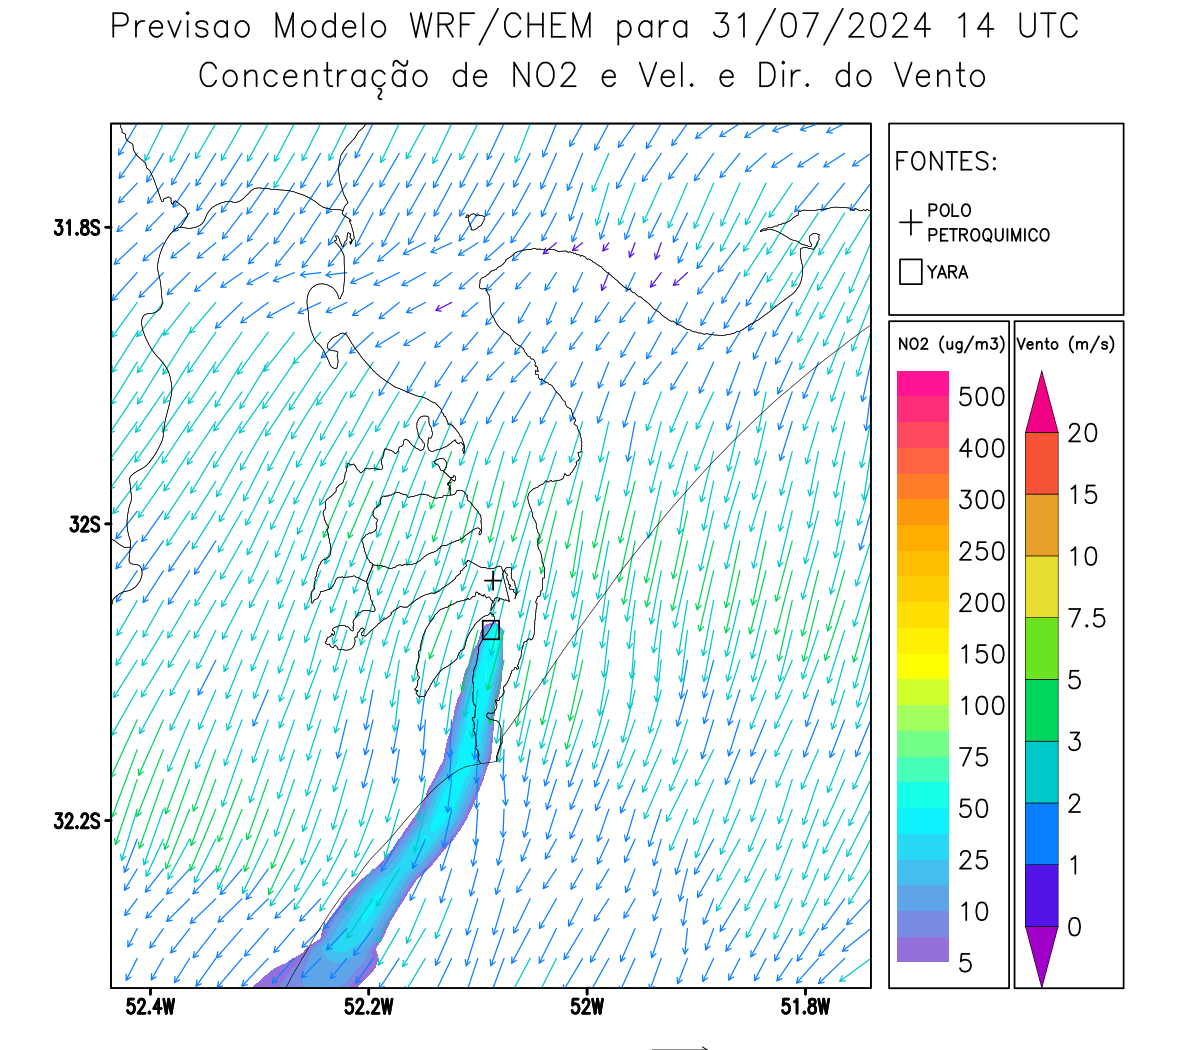 Previsao Modelo WRF/CHEM para 31/07/2024 14 UTC
Concentração de NO2 e Vel. e Dir. do Vento
FONTES:
POLO
PETROQUIMICO
YARA
NO2 (ug/m3)
500
400
300
250
200
150
100
75
50
25
10
5
Vento (m/s)
20
15
10
7.5
5
3
2
1
0
31.8S
32S
32.2S
52.4W
52.2W
52W
51.8W